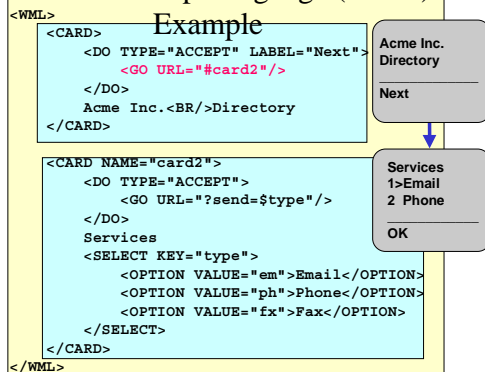 Example
<WML>
<CARD>
<DO TYPE="ACCEPT" LABEL="Next">
<GO URL="#card2"/>
</DO>
Acme Inc.<BR/>Directory
</CARD>
Acme Inc.
Directory
Next
<CARD NAME="card2">
<DO TYPE="ACCEPT">
<GO URL="?send=$type"/>
</DO>
Services
<SELECT KEY="type">
<OPTION VALUE="em">Email</OPTION>
<OPTION VALUE="ph">Phone</OPTION>
<OPTION VALUE="fx">Fax</OPTION>
</SELECT>
</CARD>
</WML>
Services
1>Email
2 Phone
OK